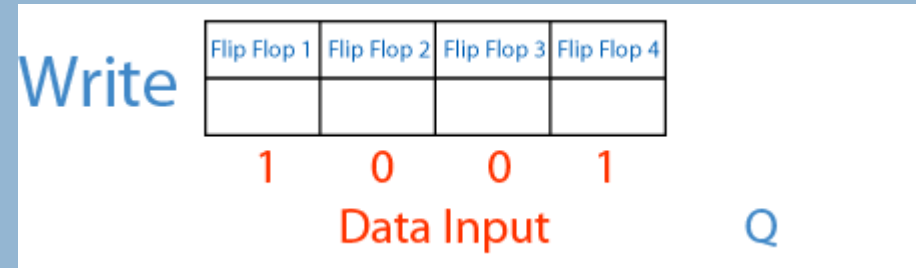 Write
Flip Flop 1 Flip Flop 2 Flip Flop 3 Flip Flop 4
1 0 0 1
Data Input
Q